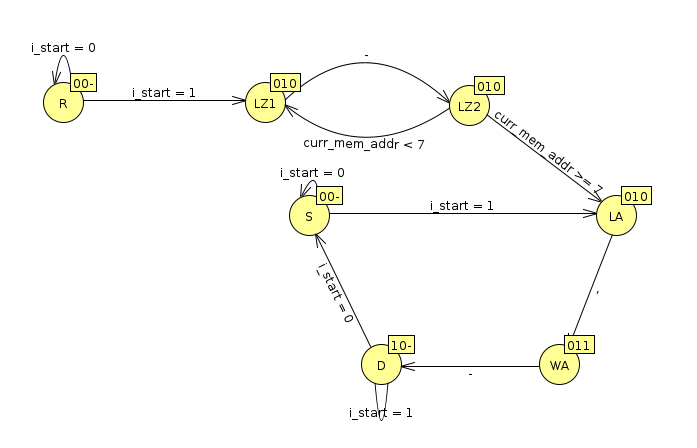 i_start = 0
00-
R
i_start = 1
010
LZ1
-
010
LZ2
curr_mem_addr < 7
curr_mem_addr >= 7
i_start = 0
00-
S
i_start = 1
010
LA
i_start = 0
-
10-
D
-
011
WA
i_start = 1